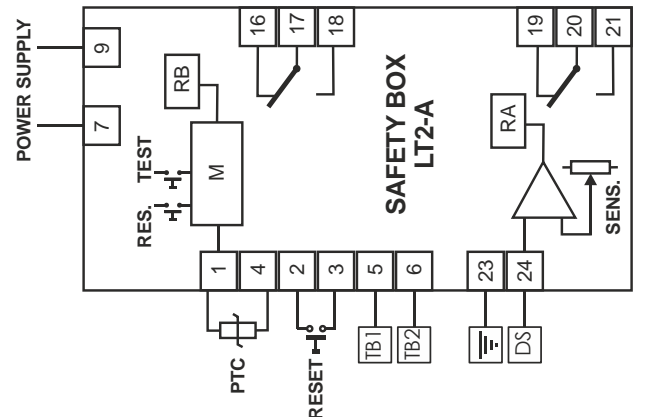 POWER SUPPLY
9
7
16
17
18
19
20
21
RB
RA
TEST
RES.
M
SAFETY BOX
LT2-A
SENS.
1
4
2
3
5
6
23
24
PTC
RESET
TB1
TB2
DS